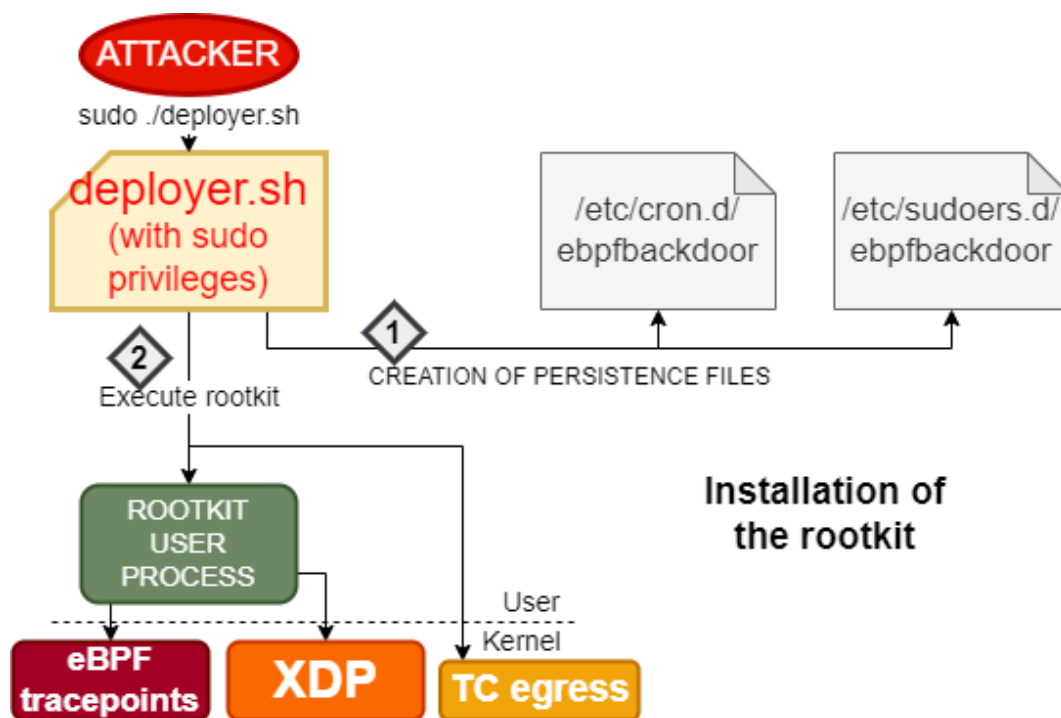 ATTACKER
sudo ./deployer.sh
deployer.sh
(with sudo
privileges)
/etc/cron.d/
ebpfbackdoor
/etc/sudoers.d/
ebpfbackdoor
1
CREATION OF PERSISTENCE FILES
2
Execute rootkit
Installation of
the rootkit
ROOTKIT
USER
PROCESS
User
Kernel
eBPF
tracepoints
XDP
TC egress